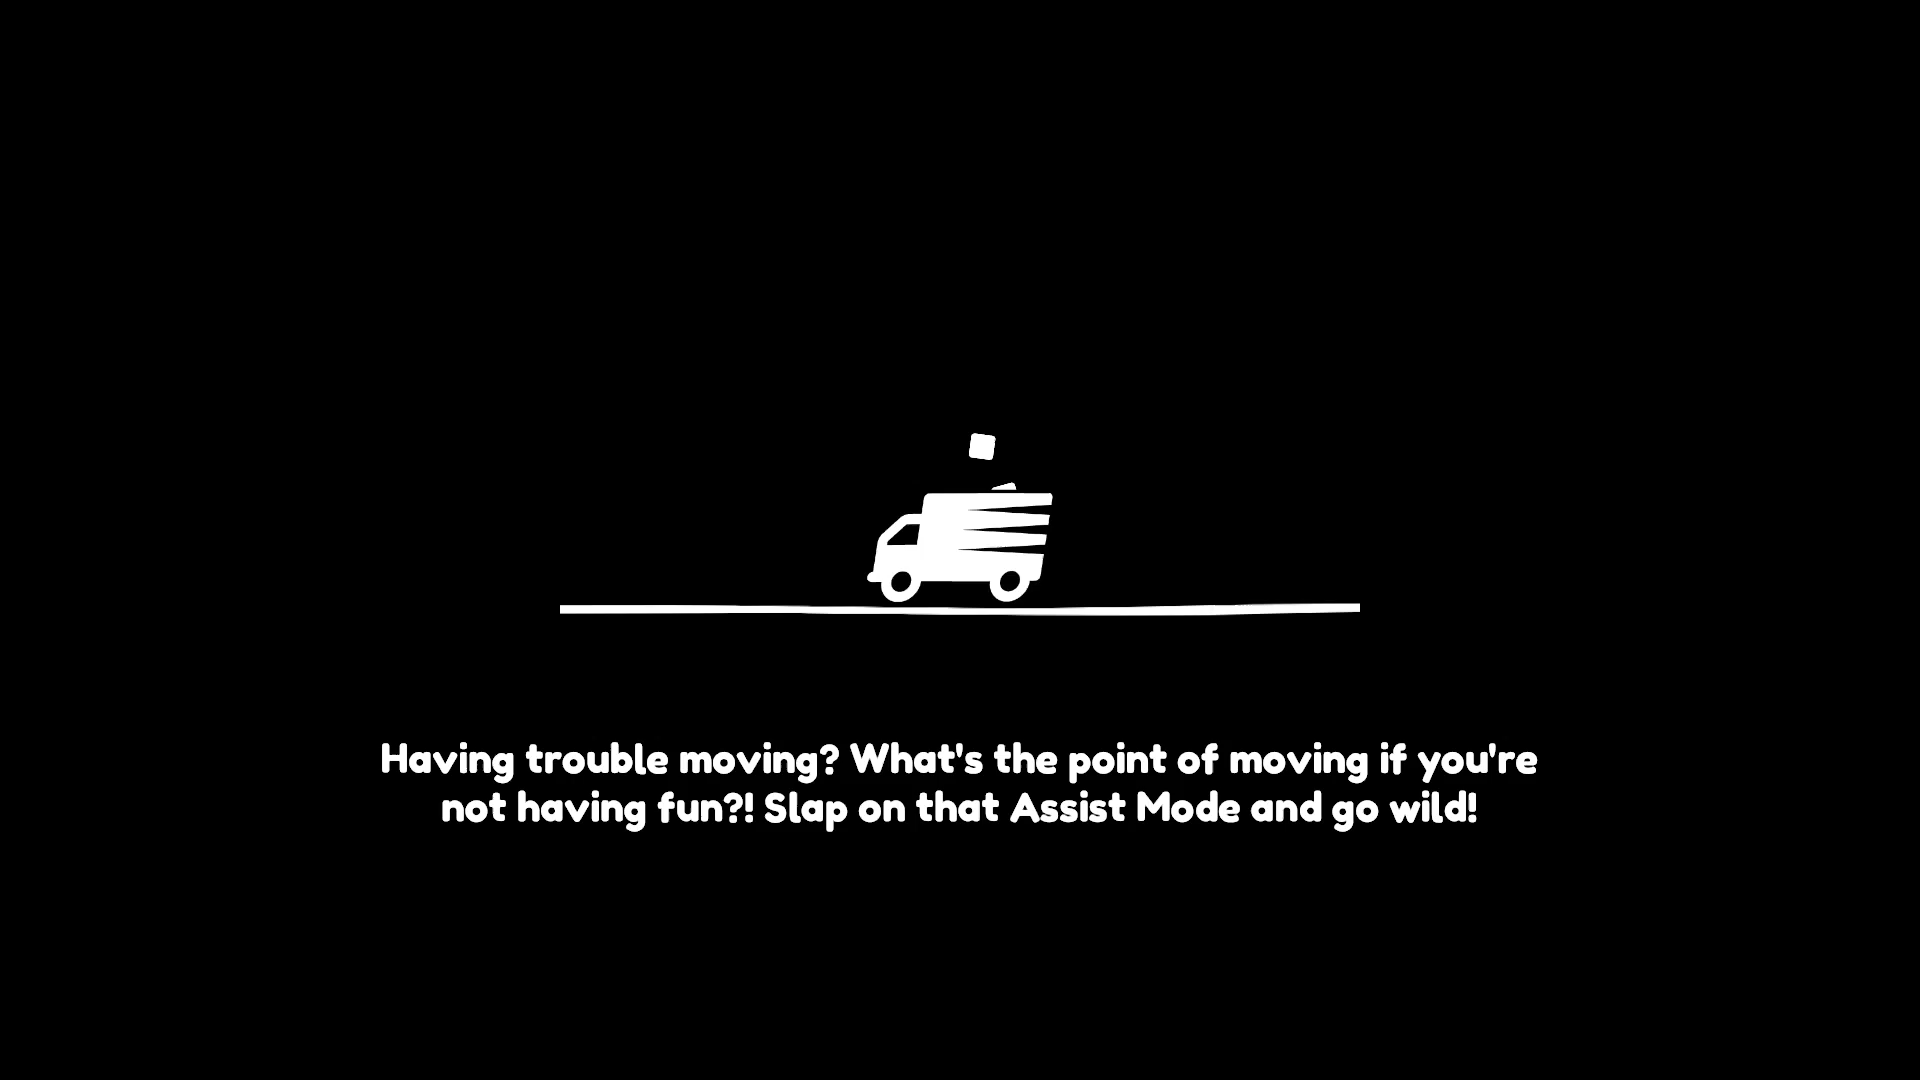 Having trouble moving? What's the point of moving if you're
not having fun?! Slap on that Assist Mode and go wild!